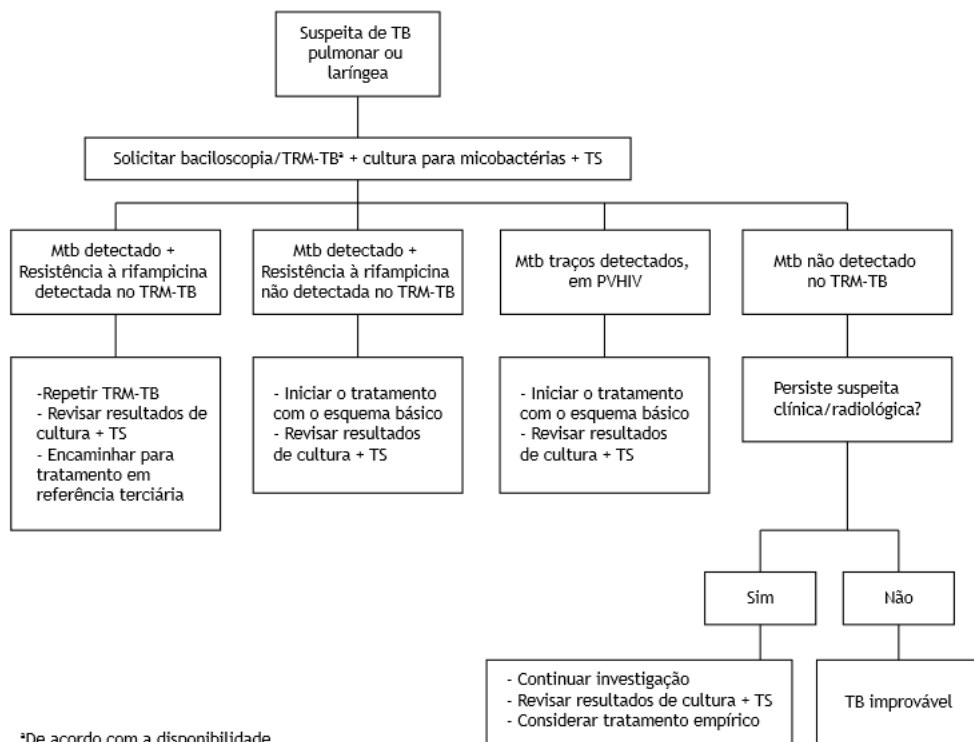 Suspeita de TB
pulmonar ou
laríngea
Solicitar baciloscopia/TRM-TBª + cultura para micobactérias + TS
Mtb detectado +
Resistência à rifampicina
detectada no TRM-TB
Mtb detectado +
Resistência à rifampicina
não detectada no TRM-TB
Mtb traços detectados,
em PVHIV
Mtb não detectado
no TRM-TB
-Repetir TRM-TB
- Revisar resultados de
cultura + TS
- Encaminhar para
tratamento em
referência terciária
- Iniciar o tratamento
com o esquema básico
- Revisar resultados
de cultura + TS
- Iniciar o tratamento
com o esquema básico
- Revisar resultados
de cultura + TS
Persiste suspeita
clínica/radiológica?
Sim
Não
- Continuar investigação
- Revisar resultados de cultura + TS
- Considerar tratamento empírico
TB improvável
ªDe acordo com a disponibilidade